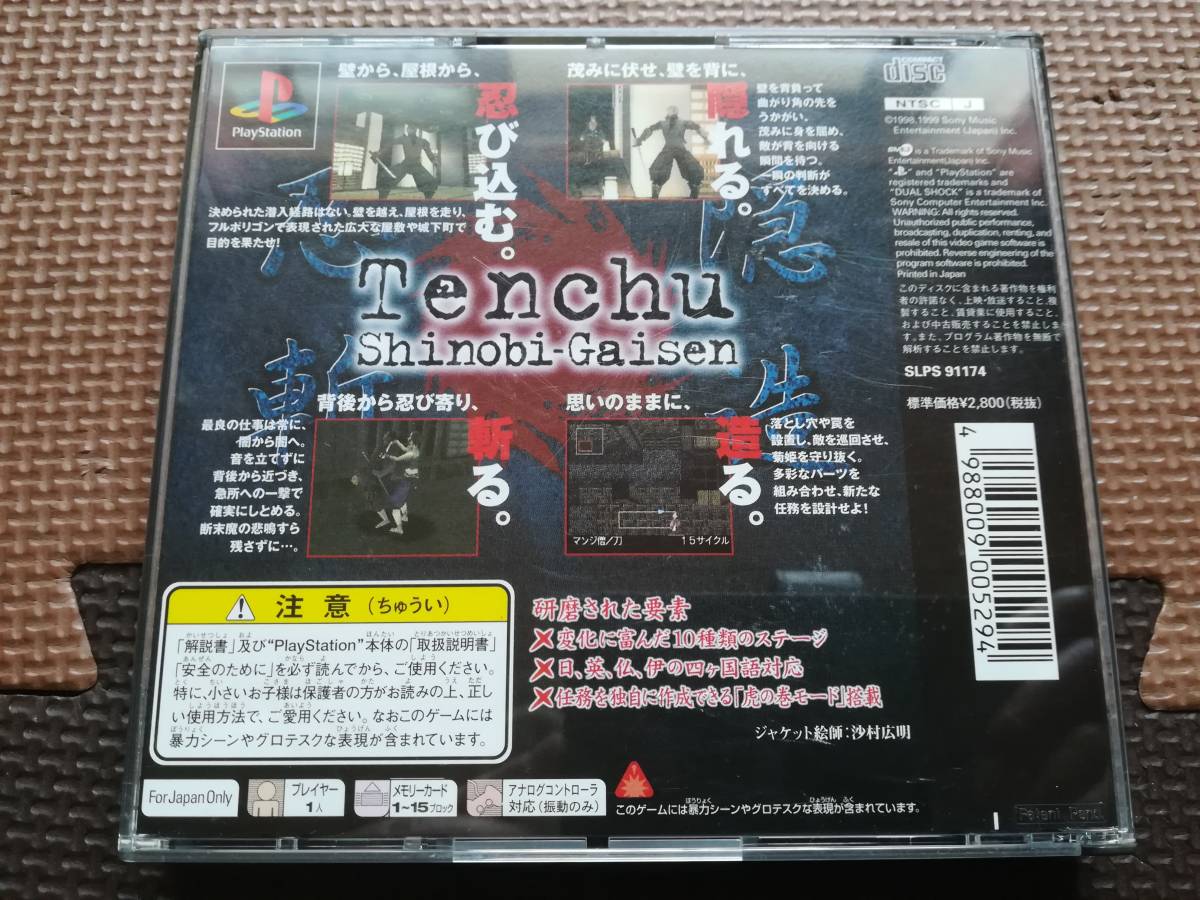 PlayStation
壁から、屋根から、
忍び込む。
決められた潜入経路はない。壁を越え、屋根を走り、
フルポリゴンで表現された広大な屋敷や城下町で
目的を果たせ!
茂みに伏せ、壁を背に、
隠れる。
壁を背負って
曲がり角の先を
うかがい。
茂みに身を屈め、
敵が背を向ける
瞬間を待つ。
一瞬の判断が
すべてを決める。
忍
隠
Tenchu
Shinobi-Gaisen
斬
造
背後から忍び寄り、
斬る。
最良の仕事は常に、
闇から闇へ。
音を立てずに
背後から近づき、
急所への一撃で
確実にしとめる。
断末魔の悲鳴すら
残さずに…。
思いのままに、
造る。
マンジ僧/刀 15サイクル
落とし穴や罠を
設置し、敵を巡回させ、
菊姫を守り抜く。
多彩なパーツを
組み合わせ、新たな
任務を設計せよ!
COMPACT
disc
NTSC J
©1998,1999 Sony Music
Entertainment (Japan) Inc.
is a Trademark of Sony Music
Entertainment(Japan) Inc.
" " and "PlayStation" are
registered trademarks and
"DUAL SHOCK" is a trademark of
Sony Computer Entertainment Inc.
WARNING: All rights reserved.
Unauthorized public performance,
broadcasting, duplication, renting, and
resale of this video game software is
prohibited. Reverse engineering of the
program software is prohibited.
Printed in Japan
このディスクに含まれる著作物を権利
者の許諾なく、上映・放送すること、複
製すること、賃貸業に使用すること、
および中古販売することを禁止しま
す。また、プログラム著作物を無断で
解析することを禁止します。
SLPS 91174
標準価格¥2,800(税抜)
4 988009 005294
注意(ちゅうい)
「解説書」及び"PlayStation"本体の「取扱説明書」
「安全のために」を必ず読んでから、ご使用ください。
特に、小さいお子様は保護者の方がお読みの上、正し
い使用方法で、ご愛用ください。なおこのゲームには
暴力シーンやグロテスクな表現が含まれています。
研磨された要素
変化に富んだ10種類のステージ
日、英、仏、伊の四ヶ国語対応
任務を独自に作成できる「虎の巻モード」搭載
ジャケット絵師:沙村広明
For Japan Only
プレイヤー
1人
メモリーカード
1~15ブロック
アナログコントローラ
対応(振動のみ)
このゲームには暴力シーンやグロテスクな表現が含まれています。
Patent Pend.